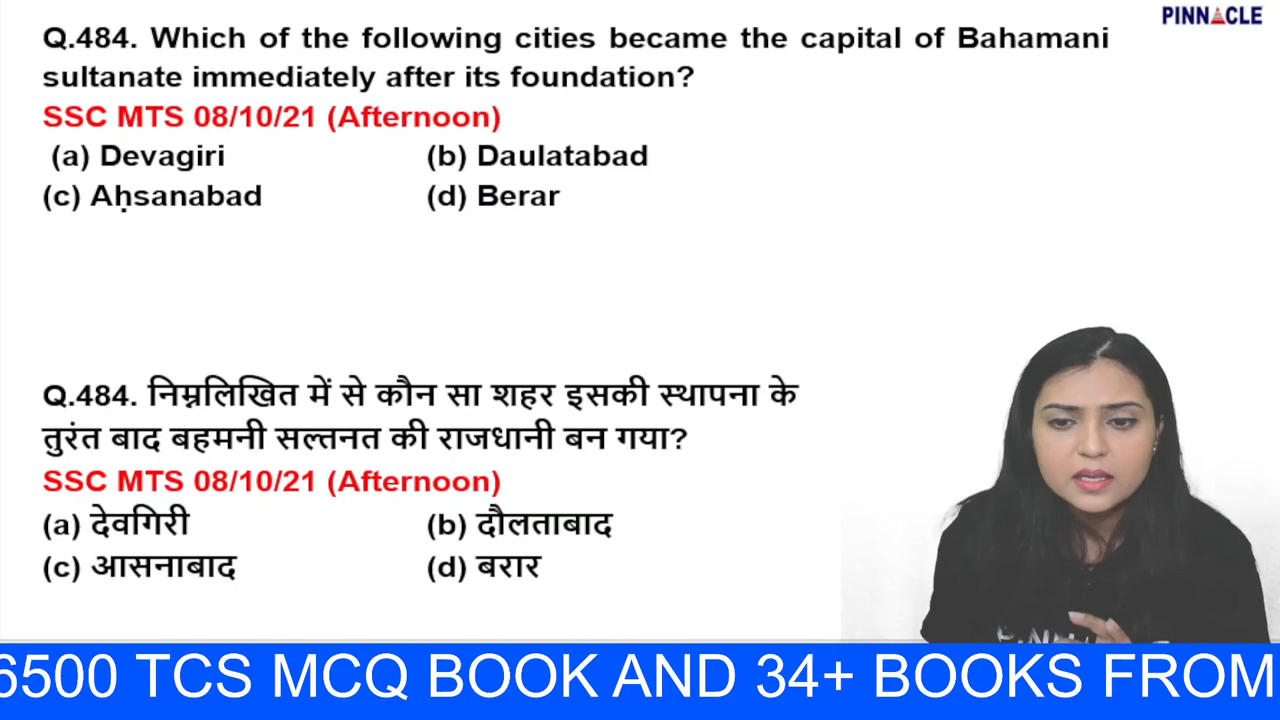 PINNACLE
Q.484. Which of the following cities became the capital of Bahamani
sultanate immediately after its foundation?
SSC MTS 08/10/21 (Afternoon)
(a) Devagiri (b) Daulatabad
(c) Aḥsanabad (d) Berar
Q.484. निम्नलिखित में से कौन सा शहर इसकी स्थापना के
तुरंत बाद बहमनी सल्तनत की राजधानी बन गया?
SSC MTS 08/10/21 (Afternoon)
(a) देवगिरी (b) दौलताबाद
(c) आसनाबाद (d) बरार
6500 TCS MCQ BOOK AND 34+ BOOKS FROM